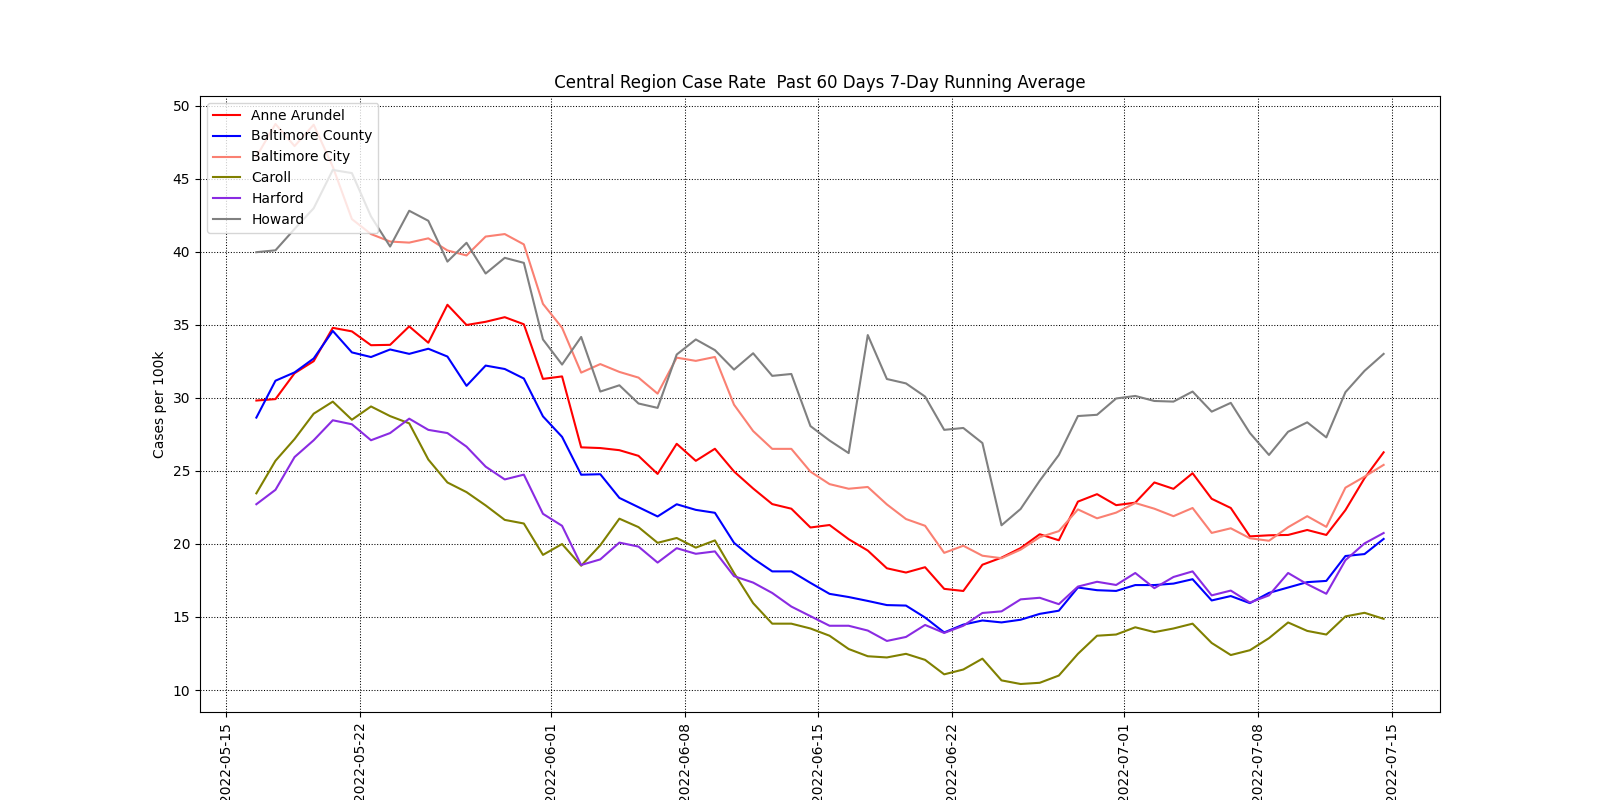 Central Region Case Rate  Past 60 Days 7-Day Running Average
Cases per 100k
50
45
40
35
30
25
20
15
10
Anne Arundel
Baltimore County
Baltimore City
Caroll
Harford
Howard
2022-05-15
2022-05-22
2022-06-01
2022-06-08
2022-06-15
2022-06-22
2022-07-01
2022-07-08
2022-07-15